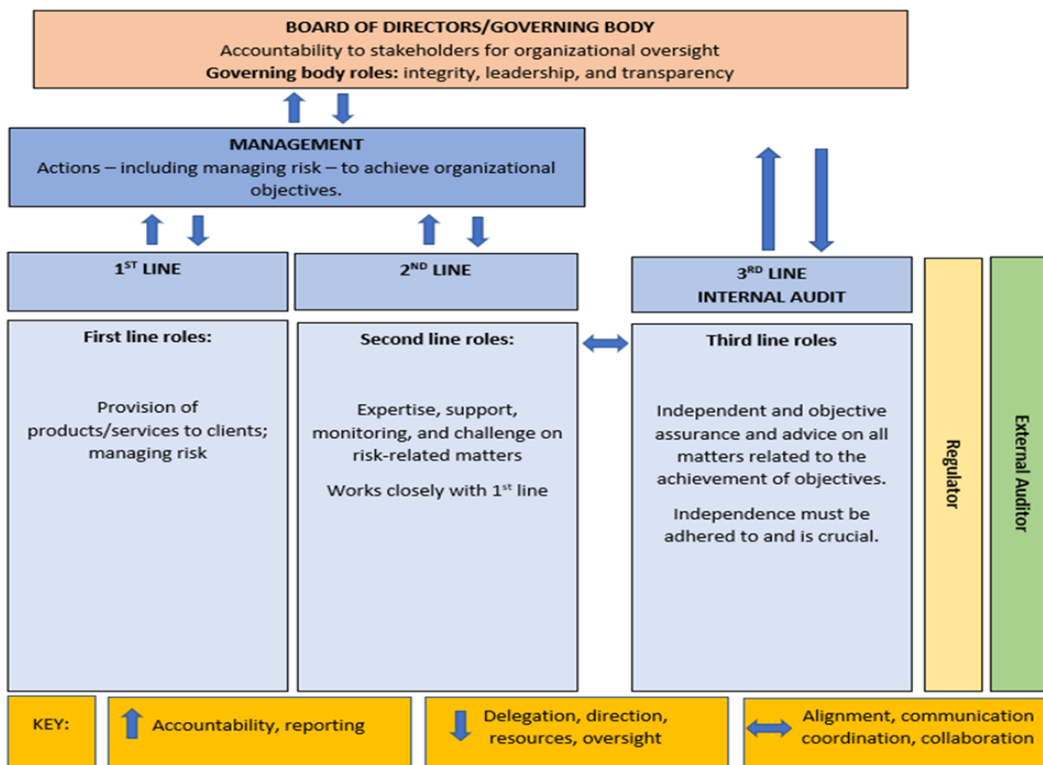 BOARD OF DIRECTORS/GOVERNING BODY
Accountability to stakeholders for organizational oversight
Governing body roles: integrity, leadership, and transparency
MANAGEMENT
Actions – including managing risk – to achieve organizational
objectives.
1ST LINE
2ND LINE
3RD LINE
INTERNAL AUDIT
First line roles:
Provision of
products/services to clients;
managing risk
Second line roles:
Expertise, support,
monitoring, and challenge on
risk-related matters
Works closely with 1st line
Third line roles
Independent and objective
assurance and advice on all
matters related to the
achievement of objectives.
Independence must be
adhered to and is crucial.
Regulator
External Auditor
KEY:
Accountability, reporting
Delegation, direction,
resources, oversight
Alignment, communication
coordination, collaboration